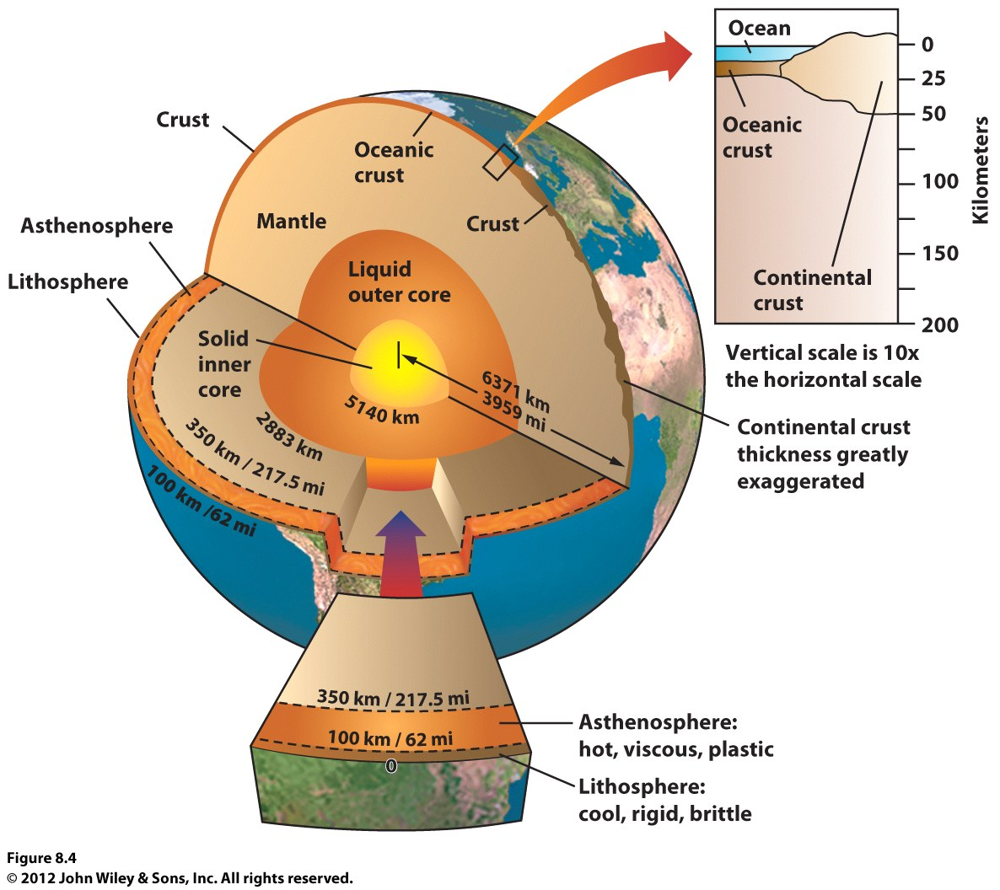 Ocean
0
25
50
100
150
200
Kilometers
Oceanic
crust
Continental
crust
Vertical scale is 10x
the horizontal scale
Crust
Oceanic
crust
Mantle
Crust
Asthenosphere
Lithosphere
Liquid
outer core
Solid
inner
core
6371 km
3959 mi
5140 km
2883 km
350 km / 217.5 mi
100 km /62 mi
Continental crust
thickness greatly
exaggerated
350 km / 217.5 mi
100 km / 62 mi
0
Asthenosphere:
hot, viscous, plastic
Lithosphere:
cool, rigid, brittle
Figure 8.4
© 2012 John Wiley & Sons, Inc. All rights reserved.